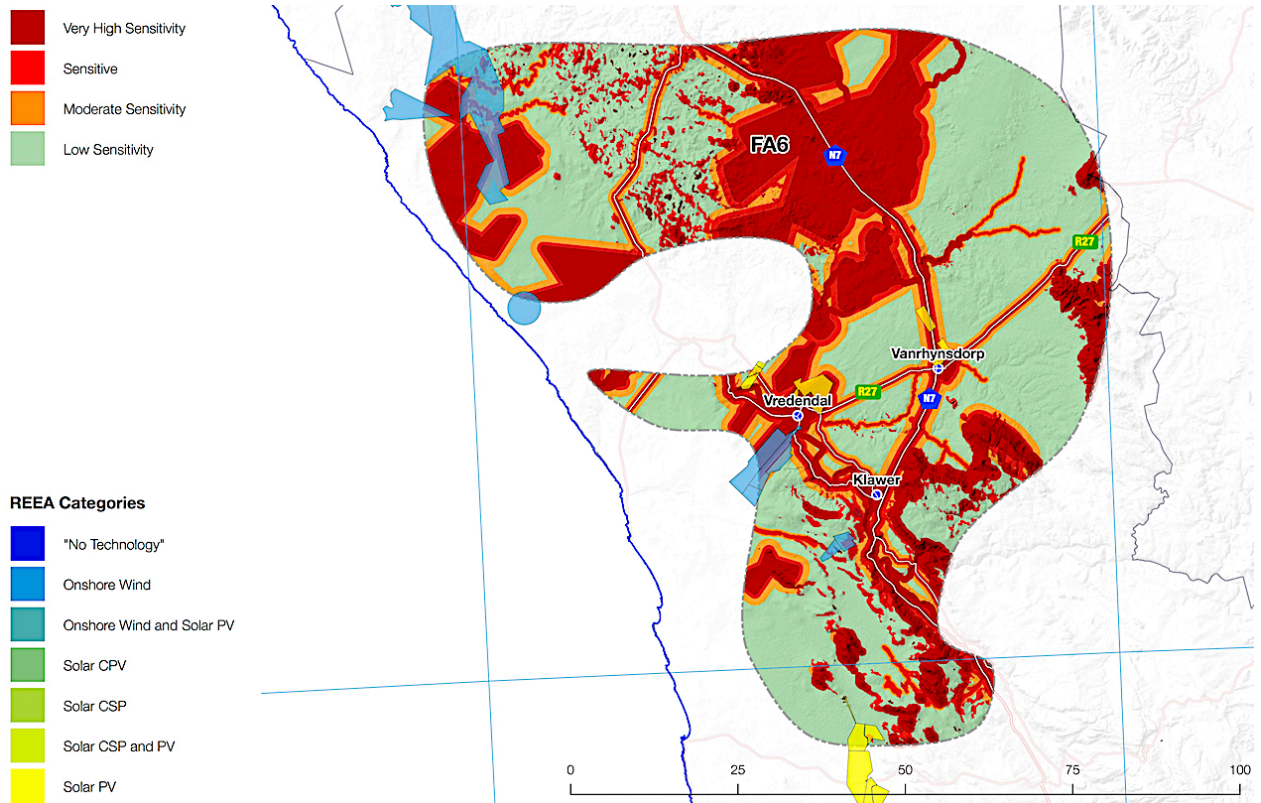 Very High Sensitivity
Sensitive
Moderate Sensitivity
Low Sensitivity
FA6
N7
R27
Vanrhynsdorp
R27
N7
Vredendal
Klawer
REEA Categories
"No Technology"
Onshore Wind
Onshore Wind and Solar PV
Solar CPV
Solar CSP
Solar CSP and PV
Solar PV
0 25 50 75 100